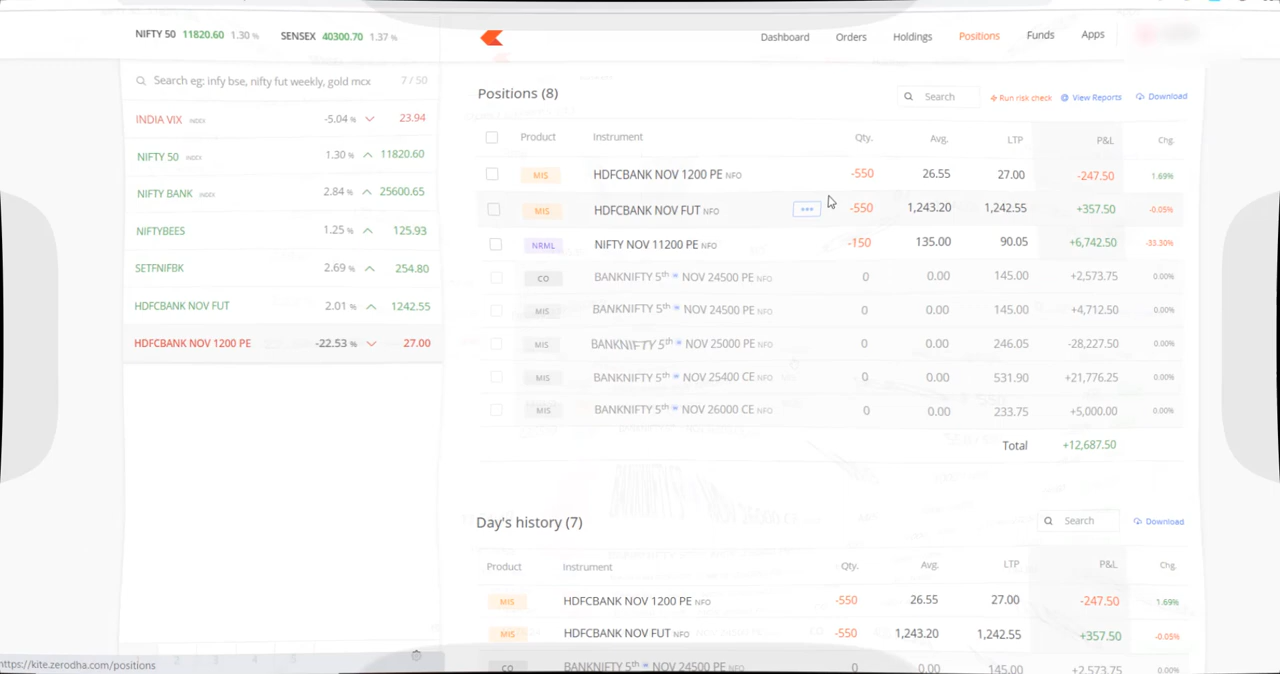 NIFTY 50 11820.60 1.30 % SENSEX 40300.70 1.37 %
Dashboard Orders Holdings Positions Funds Apps
Search eg: infy bse, nifty fut weekly, gold mcx 7 / 50
INDIA VIX INDEX -5.04 % 23.94
NIFTY 50 INDEX 1.30 % 11820.60
NIFTY BANK INDEX 2.84 % 25600.65
NIFTYBEES 1.25 % 125.93
SETFNIFBK 2.69 % 254.80
HDFCBANK NOV FUT 2.01 % 1242.55
HDFCBANK NOV 1200 PE -22.53 % 27.00
Positions (8) Search Run risk check View Reports Download
Product Instrument Qty. Avg. LTP P&L Chg.
MIS HDFCBANK NOV 1200 PE NFO -550 26.55 27.00 -247.50 1.69%
MIS HDFCBANK NOV FUT NFO ••• -550 1,243.20 1,242.55 +357.50 -0.05%
NRML NIFTY NOV 11200 PE NFO -150 135.00 90.05 +6,742.50 -33.30%
CO BANKNIFTY 5th NOV 24500 PE NFO 0 0.00 145.00 +2,573.75 0.00%
MIS BANKNIFTY 5th NOV 24500 PE NFO 0 0.00 145.00 +4,712.50 0.00%
MIS BANKNIFTY 5th NOV 25000 PE NFO 0 0.00 246.05 -28,227.50 0.00%
MIS BANKNIFTY 5th NOV 25400 CE NFO 0 0.00 531.90 +21,776.25 0.00%
MIS BANKNIFTY 5th NOV 26000 CE NFO 0 0.00 233.75 +5,000.00 0.00%
Total +12,687.50
Day's history (7) Search Download
Product Instrument Qty. Avg. LTP P&L Chg.
MIS HDFCBANK NOV 1200 PE NFO -550 26.55 27.00 -247.50 1.69%
MIS HDFCBANK NOV FUT NFO -550 1,243.20 1,242.55 +357.50 -0.05%
CO BANKNIFTY 5th NOV 24500 PE NFO 0 0.00 145.00 +2,573.75 0.00%
2 3 4 5
https://kite.zerodha.com/positions